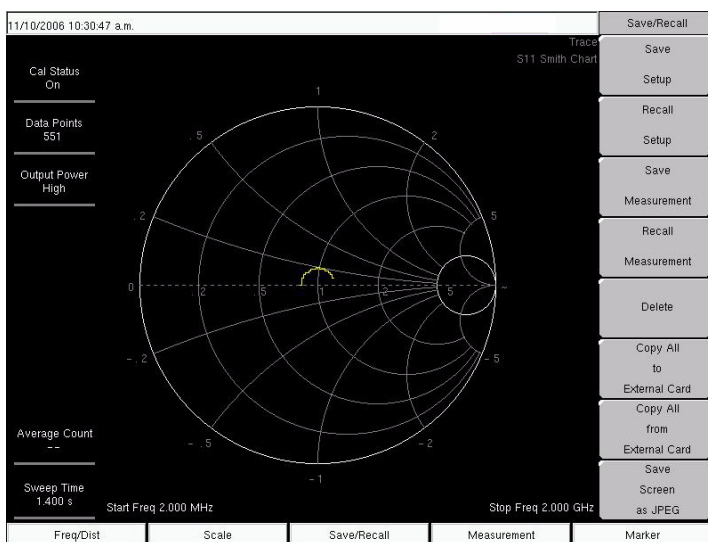 11/10/2006 10:30:47 a.m.
Save/Recall
Trace
S11 Smith Chart
Cal Status
On
Data Points
551
Output Power
High
Average Count
--
Sweep Time
1.400 s
1
.5
2
.2
5
0
.2
.5
1
2
5
~
-.2
-5
-.5
-2
-1
Start Freq 2.000 MHz
Stop Freq 2.000 GHz
Save
Setup
Recall
Setup
Save
Measurement
Recall
Measurement
Delete
Copy All
to
External Card
Copy All
from
External Card
Save
Screen
as JPEG
Freq/Dist
Scale
Save/Recall
Measurement
Marker